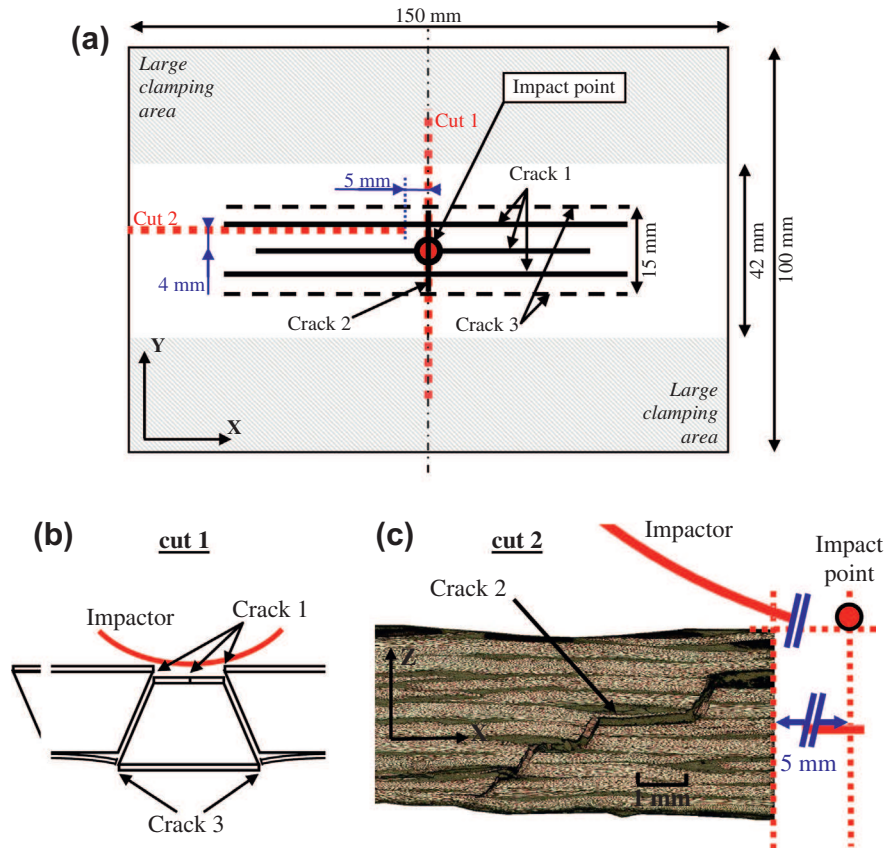 (a)
150 mm
Large
clamping
area
Impact point
Cut 1
5 mm
Crack 1
Cut 2
4 mm
15 mm
42 mm
100 mm
Crack 2
Crack 3
Y
X
Large
clamping
area
(b)
cut 1
Impactor
Crack 1
Crack 3
(c)
cut 2
Impactor
Impact
point
Crack 2
Z
X
5 mm
1 mm